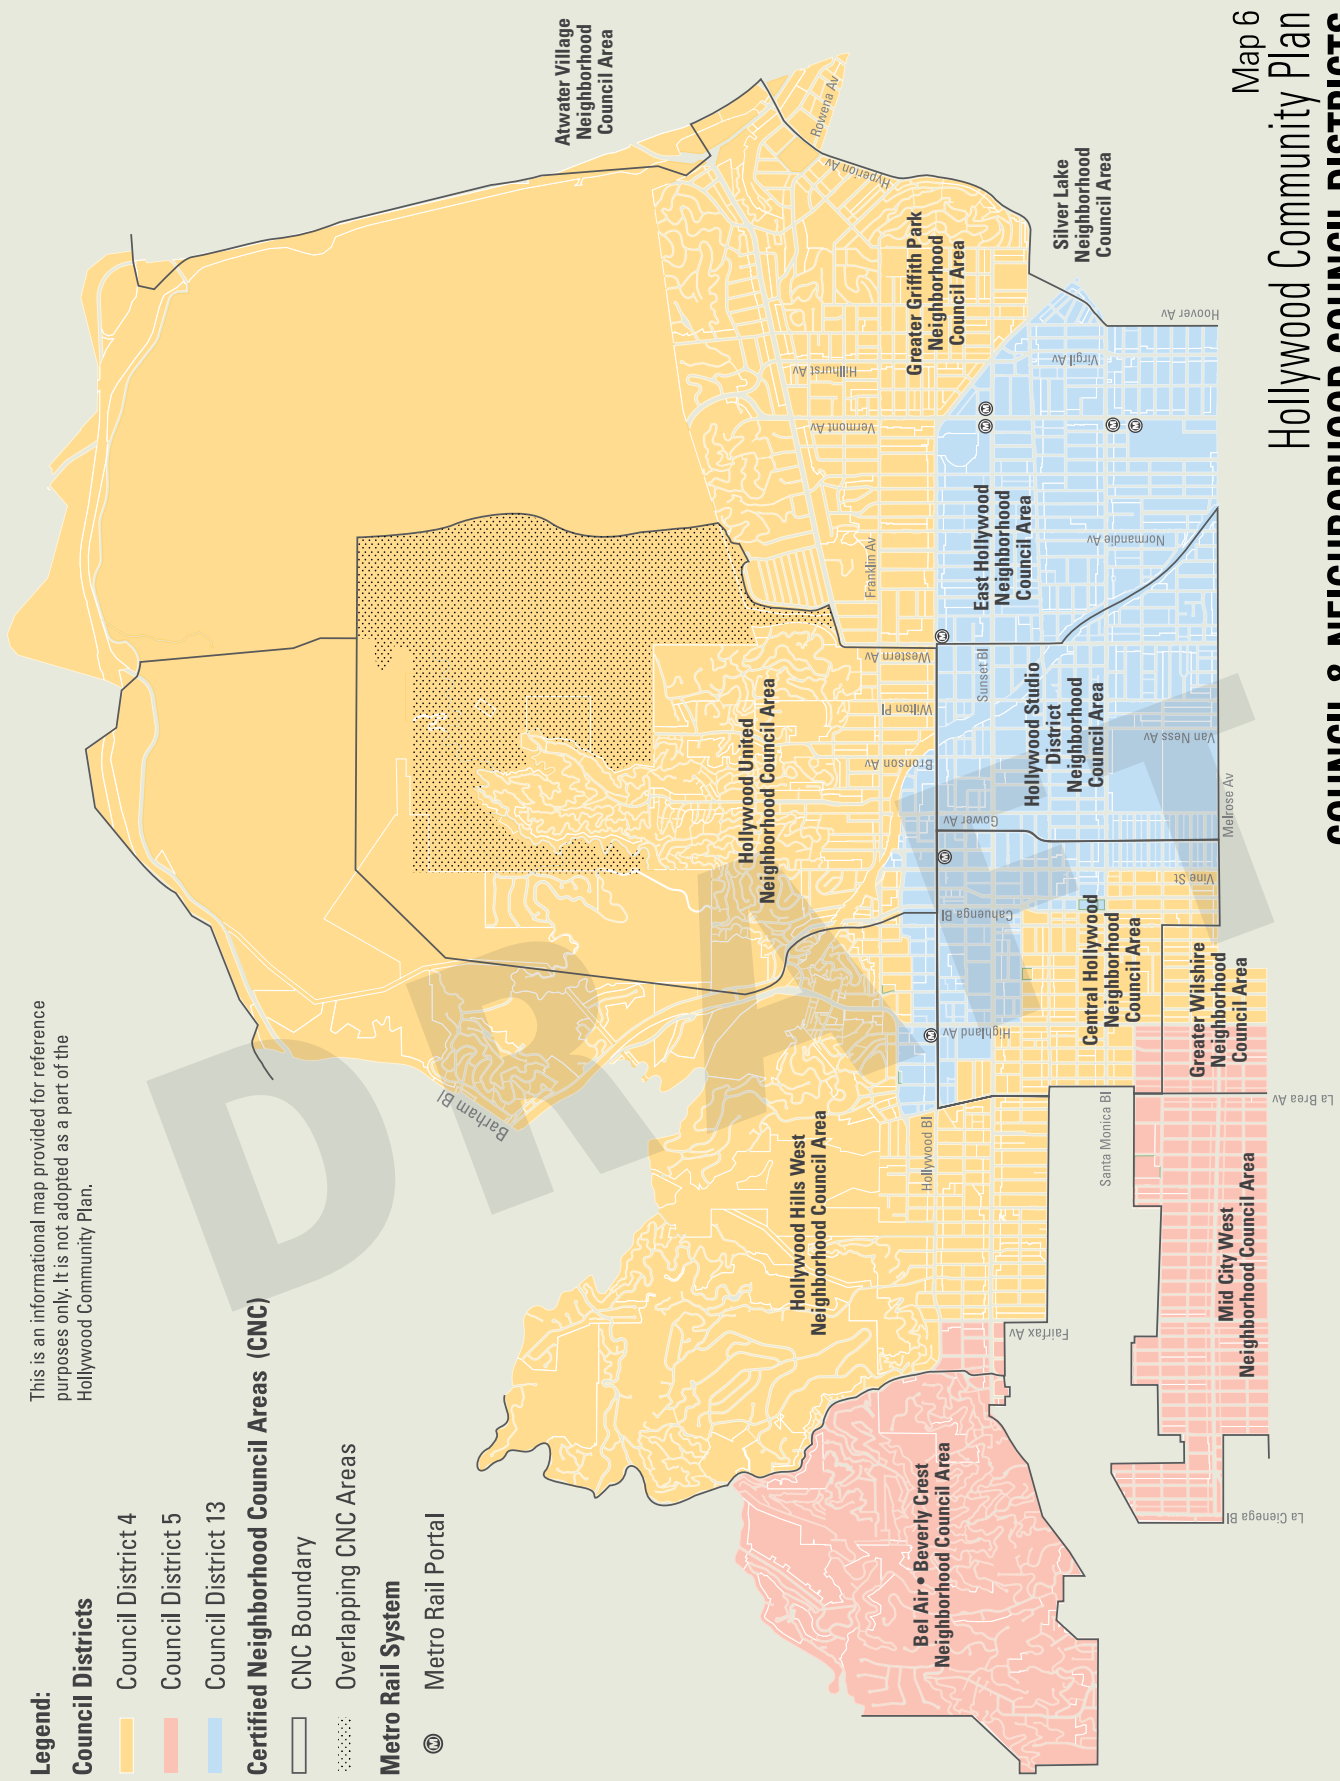 This is an informational map provided for reference
purposes only. It is not adopted as a part of the
Hollywood Community Plan.
Legend:
Council Districts
Council District 4
Council District 5
Council District 13
Certified Neighborhood Council Areas (CNC)
CNC Boundary
Overlapping CNC Areas
Metro Rail System
M Metro Rail Portal
DRAFT
Atwater Village
Neighborhood
Council Area
Silver Lake
Neighborhood
Council Area
Greater Griffith Park
Neighborhood
Council Area
East Hollywood
Neighborhood
Council Area
Hollywood United
Neighborhood Council Area
Hollywood Studio
District
Neighborhood
Council Area
Central Hollywood
Neighborhood
Council Area
Greater Wilshire
Neighborhood
Council Area
Hollywood Hills West
Neighborhood Council Area
Mid City West
Neighborhood Council Area
Bel Air • Beverly Crest
Neighborhood Council Area
Rowena Av
Hyperion Av
Hillhurst Av
Vermont Av
Franklin Av
Western Av
Wilton Pl
Bronson Av
Gower Av
Cahuenga Bl
Highland Av
Hollywood Bl
Sunset Bl
Virgil Av
Hoover Av
Normandie Av
Van Ness Av
Melrose Av
Vine St
Santa Monica Bl
La Brea Av
Fairfax Av
La Cienega Bl
Barham Bl
M
M
M
M
M
M
M
Map 6
Hollywood Community Plan
COUNCIL & NEIGHBORHOOD COUNCIL DISTRICTS